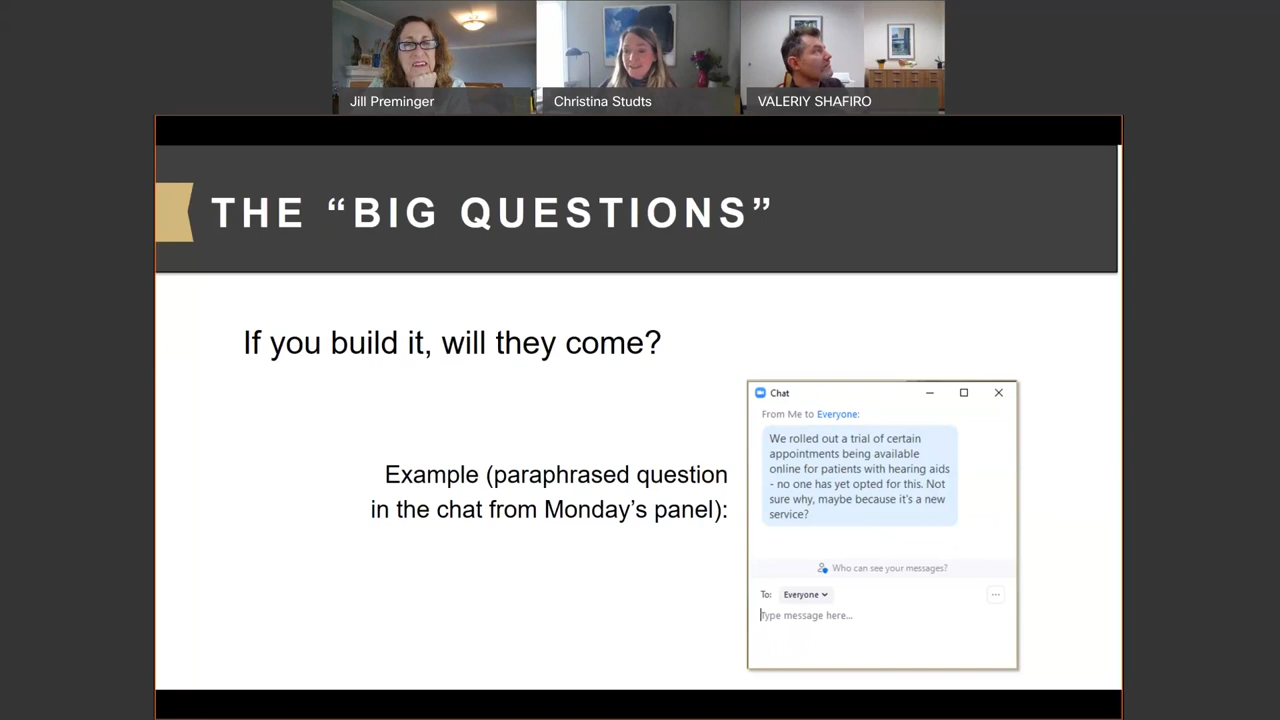 Jill Preminger
Christina Studts
VALERIY SHAFIRO
THE “BIG QUESTIONS”
If you build it, will they come?
Example (paraphrased question
in the chat from Monday’s panel):
Chat
From Me to Everyone:
We rolled out a trial of certain
appointments being available
online for patients with hearing aids
- no one has yet opted for this. Not
sure why, maybe because it's a new
service?
Who can see your messages?
To: Everyone
Type message here...